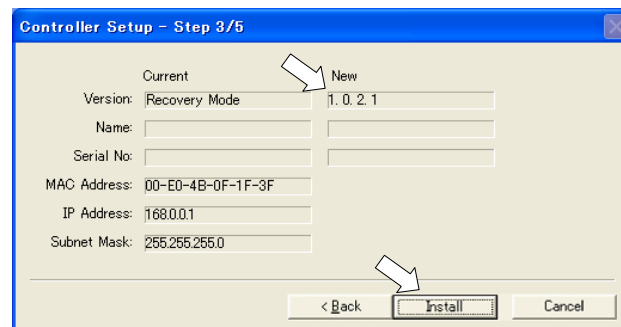 Controller Setup - Step 3/5
Current New
Version: Recovery Mode 1. 0. 2. 1
Name:
Serial No:
MAC Address: 00-E0-4B-0F-1F-3F
IP Address: 168.0.0.1
Subnet Mask: 255.255.255.0
< Back Install Cancel